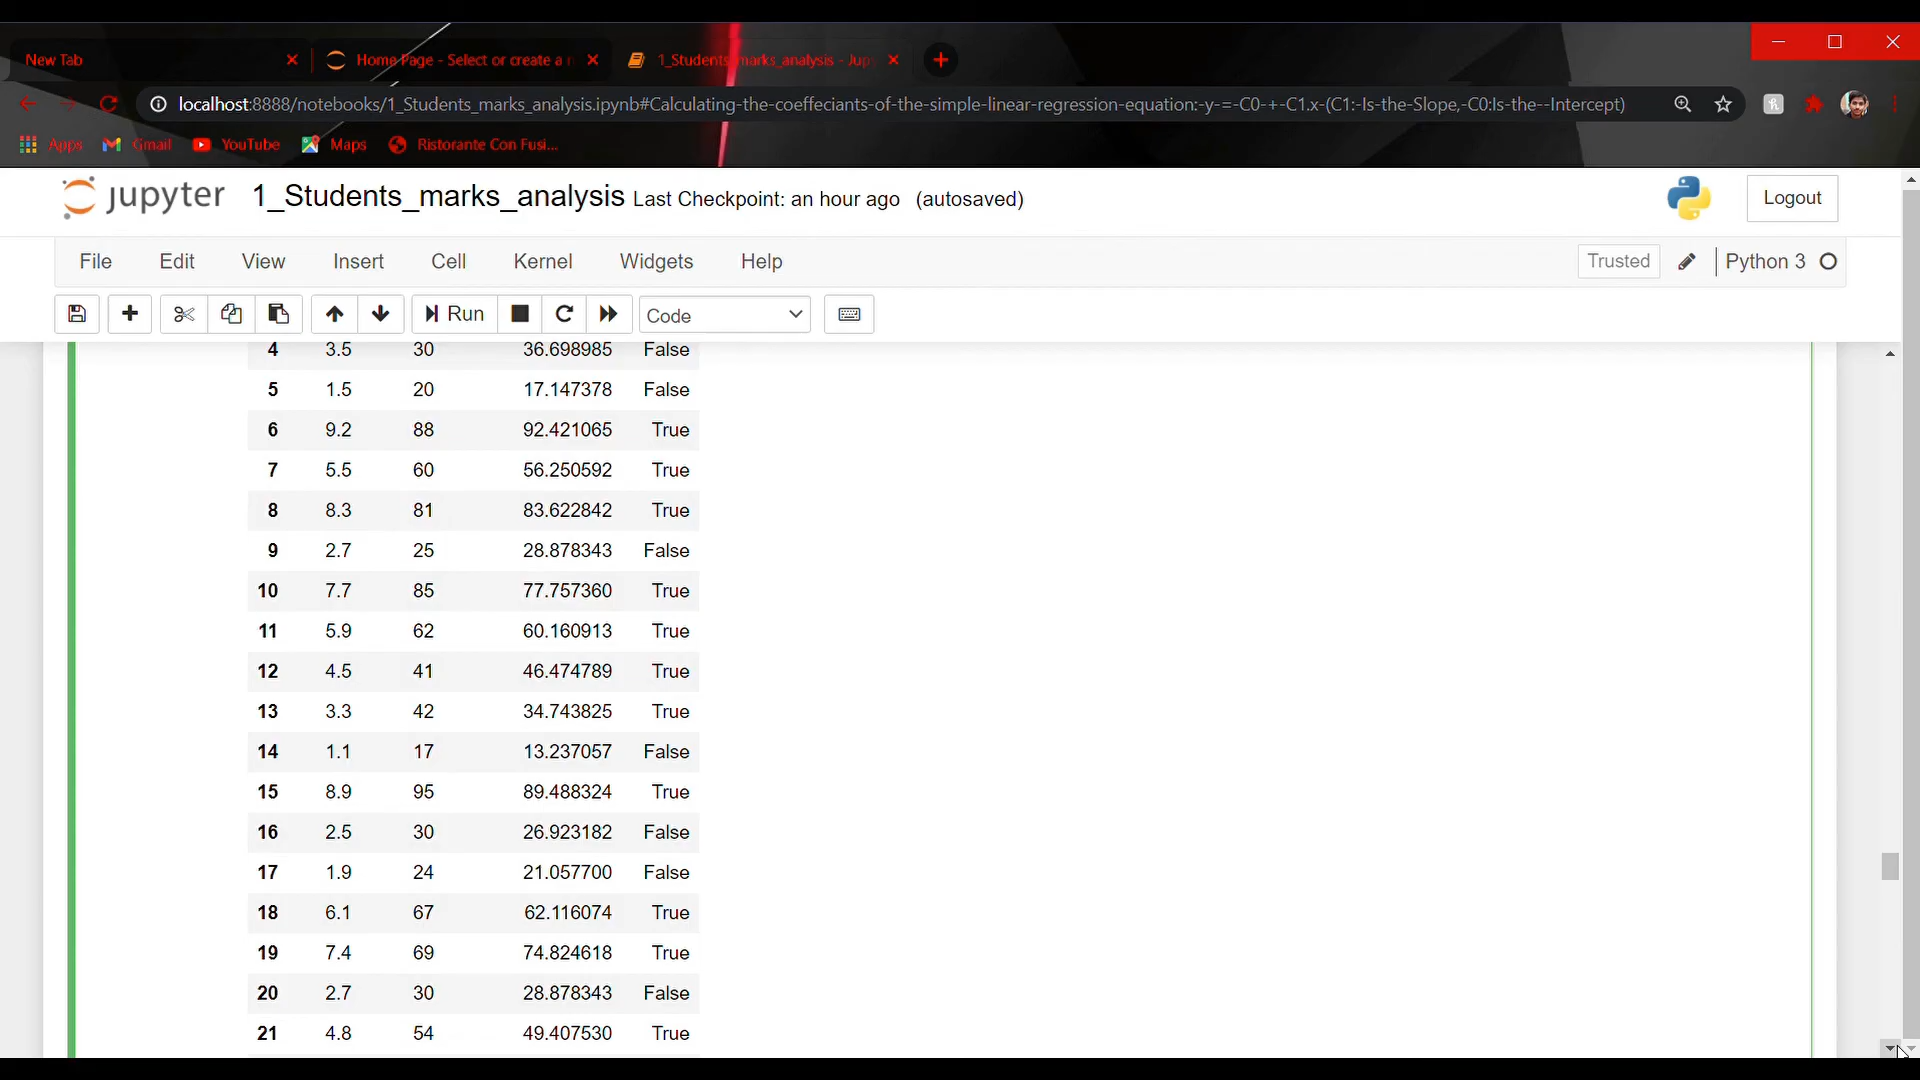 New Tab
Home Page - Select or create a n
1_Students_marks_analysis - Jup
localhost:8888/notebooks/1_Students_marks_analysis.ipynb#Calculating-the-coeffeciants-of-the-simple-linear-regression-equation:-y-=-C0-+-C1.x-(C1:-Is-the-Slope,-C0:Is-the--Intercept)
Apps Gmail YouTube Maps Ristorante Con Fusi...
jupyter 1_Students_marks_analysis Last Checkpoint: an hour ago (autosaved) Logout
File Edit View Insert Cell Kernel Widgets Help Trusted Python 3
Run Code
4 3.5 30 36.698985 False
5 1.5 20 17.147378 False
6 9.2 88 92.421065 True
7 5.5 60 56.250592 True
8 8.3 81 83.622842 True
9 2.7 25 28.878343 False
10 7.7 85 77.757360 True
11 5.9 62 60.160913 True
12 4.5 41 46.474789 True
13 3.3 42 34.743825 True
14 1.1 17 13.237057 False
15 8.9 95 89.488324 True
16 2.5 30 26.923182 False
17 1.9 24 21.057700 False
18 6.1 67 62.116074 True
19 7.4 69 74.824618 True
20 2.7 30 28.878343 False
21 4.8 54 49.407530 True